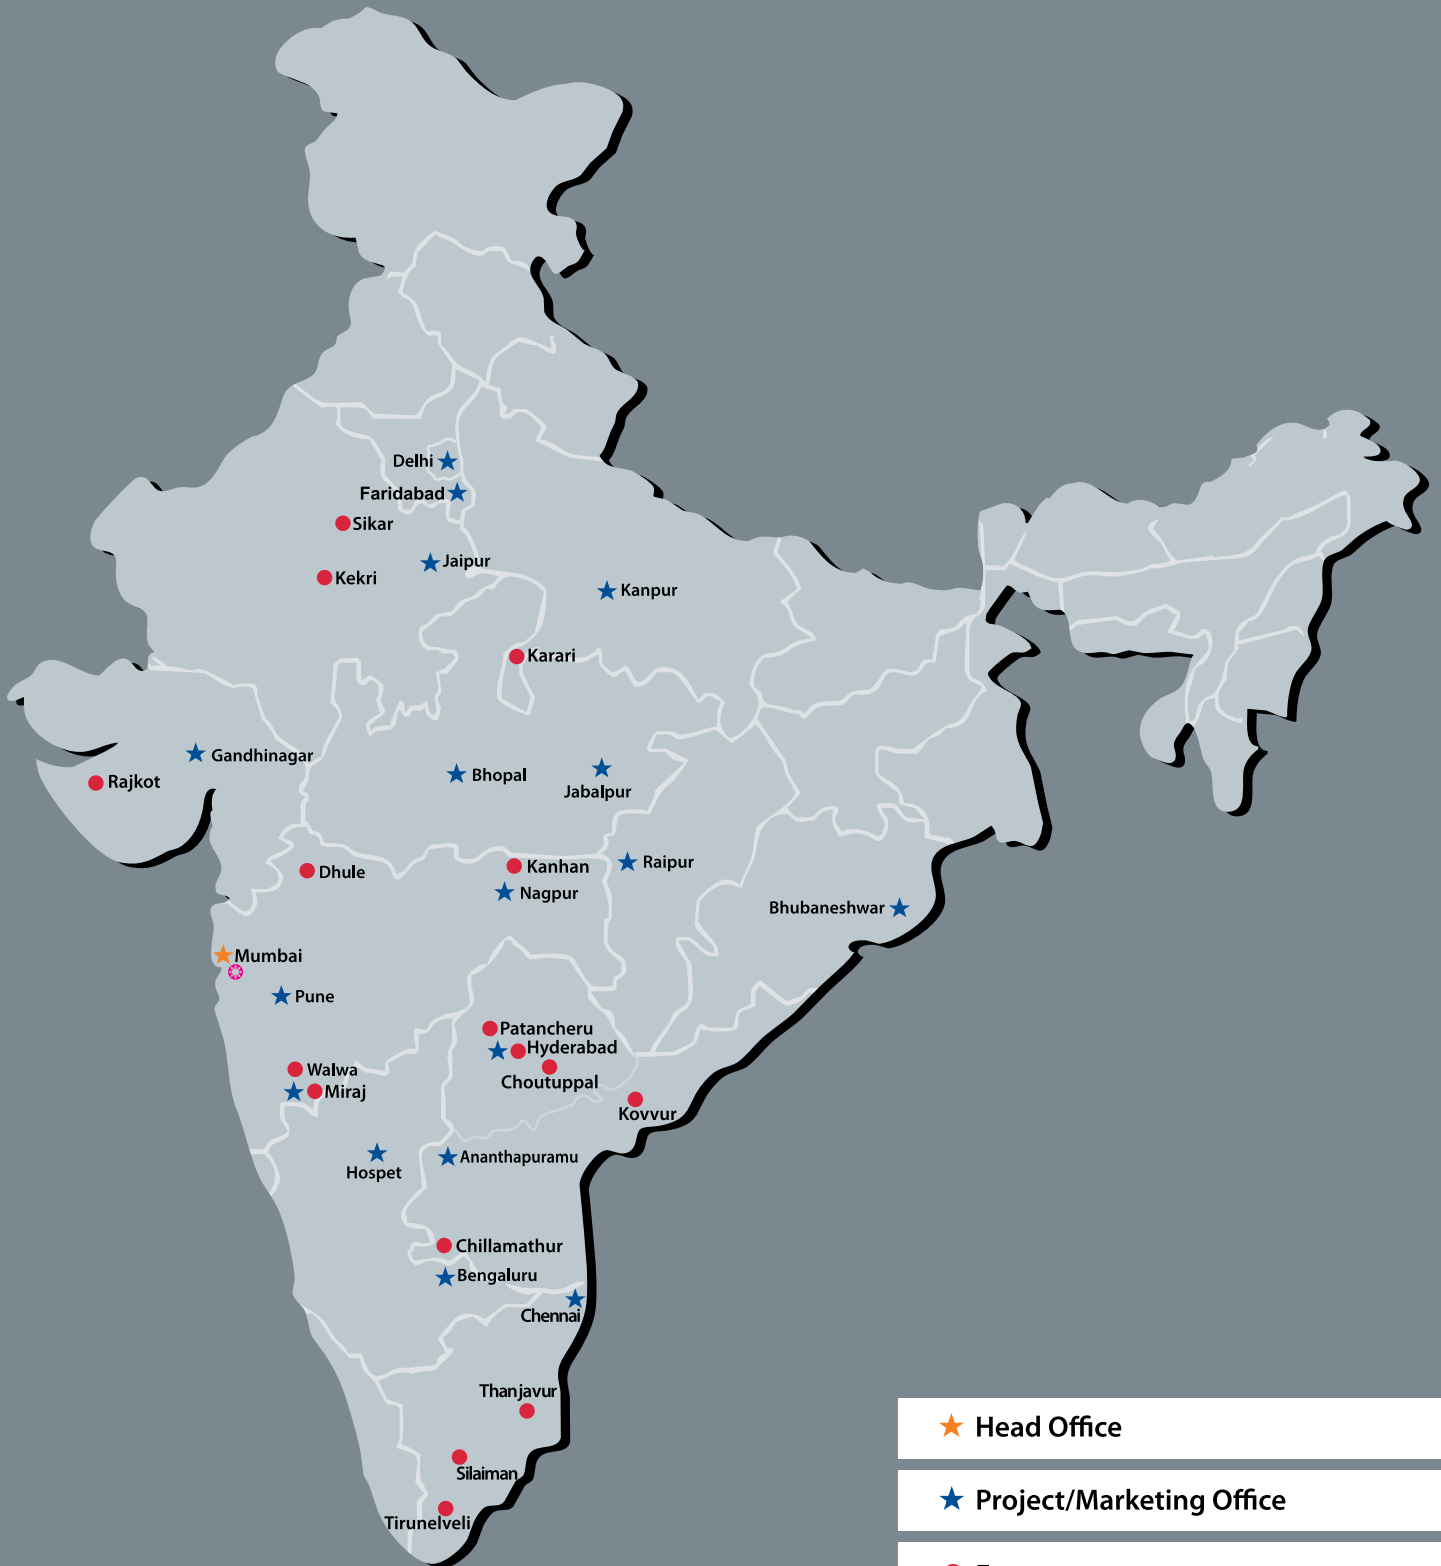 Delhi
Faridabad
Sikar
Jaipur
Kekri
Kanpur
Karari
Gandhinagar
Rajkot
Bhopal
Jabalpur
Dhule
Kanhan
Raipur
Nagpur
Bhubaneshwar
Mumbai
Pune
Patancheru
Hyderabad
Choutuppal
Walwa
Miraj
Kovvur
Hospet
Ananthapuramu
Chillamathur
Bengaluru
Chennai
Thanjavur
Silaiman
Tirunelveli
Head Office
Project/Marketing Office